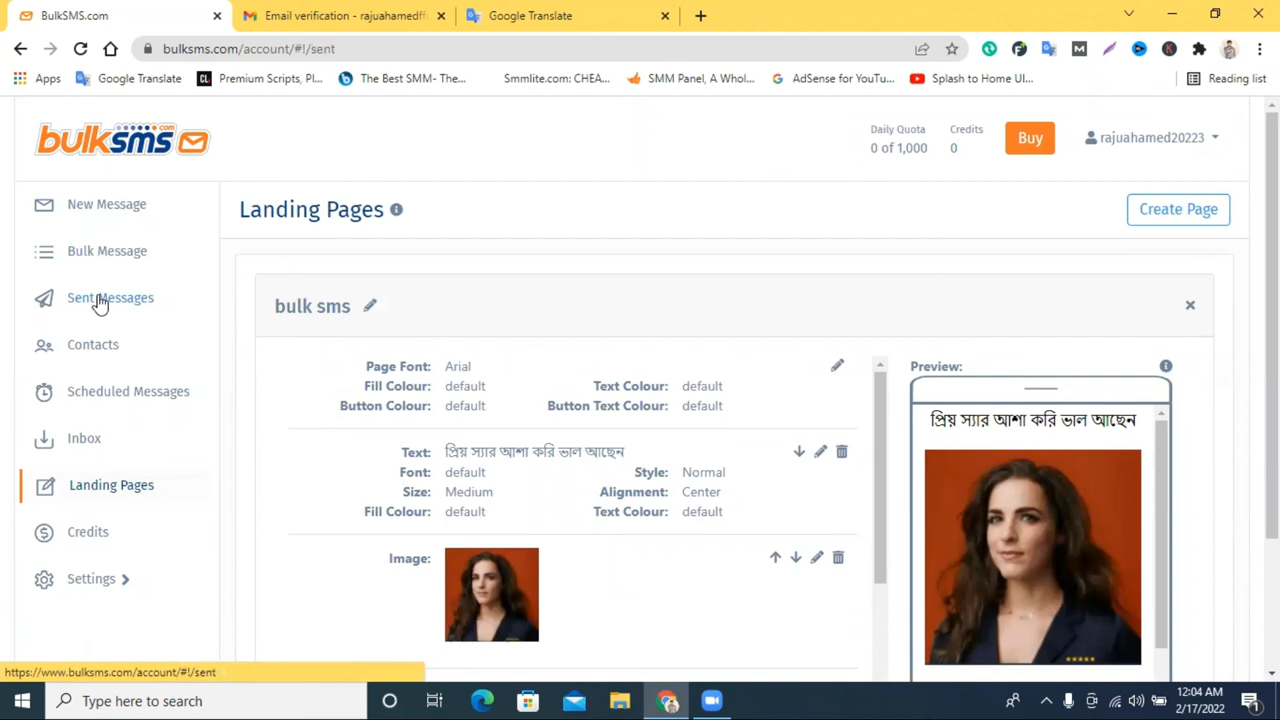 BulkSMS.com
Email verification - rajuahamedff
Google Translate
bulksms.com/account/#!/sent
Apps
Google Translate
Premium Scripts, Pl...
The Best SMM- The...
Smmlite.com: CHEA...
SMM Panel, A Whol...
AdSense for YouTu...
Splash to Home UI...
Reading list
bulksms.com
Daily Quota
0 of 1,000
Credits
0
Buy
rajuahamed20223
New Message
Bulk Message
Sent Messages
Contacts
Scheduled Messages
Inbox
Landing Pages
Credits
Settings
Landing Pages
Create Page
bulk sms
Page Font: Arial
Fill Colour: default Text Colour: default
Button Colour: default Button Text Colour: default
Text: প্রিয় স্যার আশা করি ভাল আছেন
Font: default Style: Normal
Size: Medium Alignment: Center
Fill Colour: default Text Colour: default
Image:
Preview:
প্রিয় স্যার আশা করি ভাল আছেন
https://www.bulksms.com/account/#!/sent
Type here to search
12:04 AM
2/17/2022